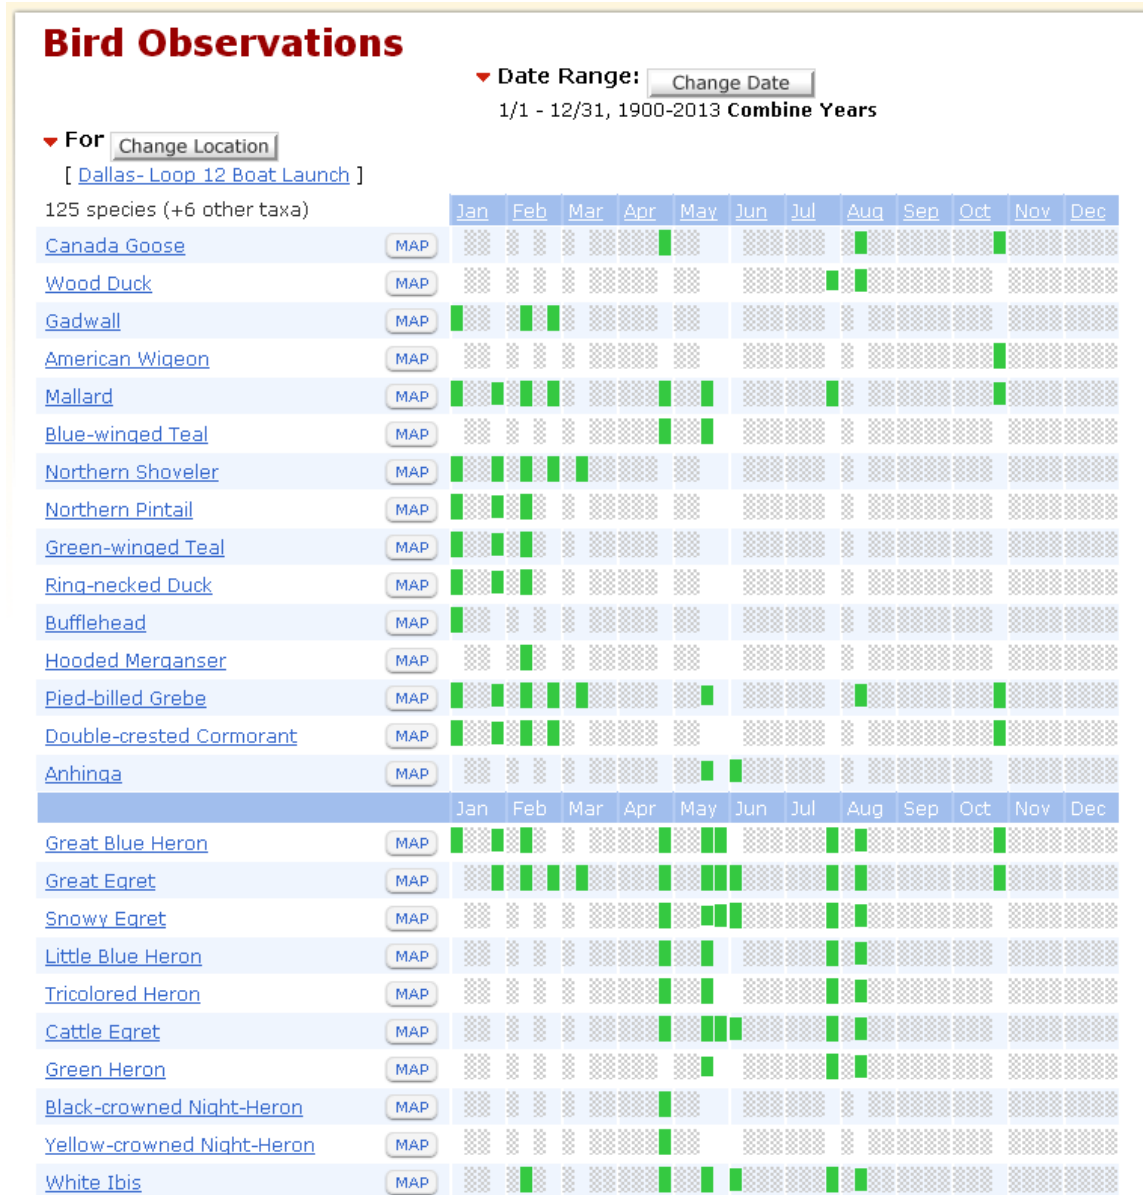 Bird Observations
Date Range: Change Date
1/1 - 12/31, 1900-2013 Combine Years
For Change Location
[ Dallas- Loop 12 Boat Launch ]
125 species (+6 other taxa) Jan Feb Mar Apr May Jun Jul Aug Sep Oct Nov Dec
Canada Goose MAP
Wood Duck MAP
Gadwall MAP
American Wigeon MAP
Mallard MAP
Blue-winged Teal MAP
Northern Shoveler MAP
Northern Pintail MAP
Green-winged Teal MAP
Ring-necked Duck MAP
Bufflehead MAP
Hooded Merganser MAP
Pied-billed Grebe MAP
Double-crested Cormorant MAP
Anhinga MAP
Jan Feb Mar Apr May Jun Jul Aug Sep Oct Nov Dec
Great Blue Heron MAP
Great Egret MAP
Snowy Egret MAP
Little Blue Heron MAP
Tricolored Heron MAP
Cattle Egret MAP
Green Heron MAP
Black-crowned Night-Heron MAP
Yellow-crowned Night-Heron MAP
White Ibis MAP